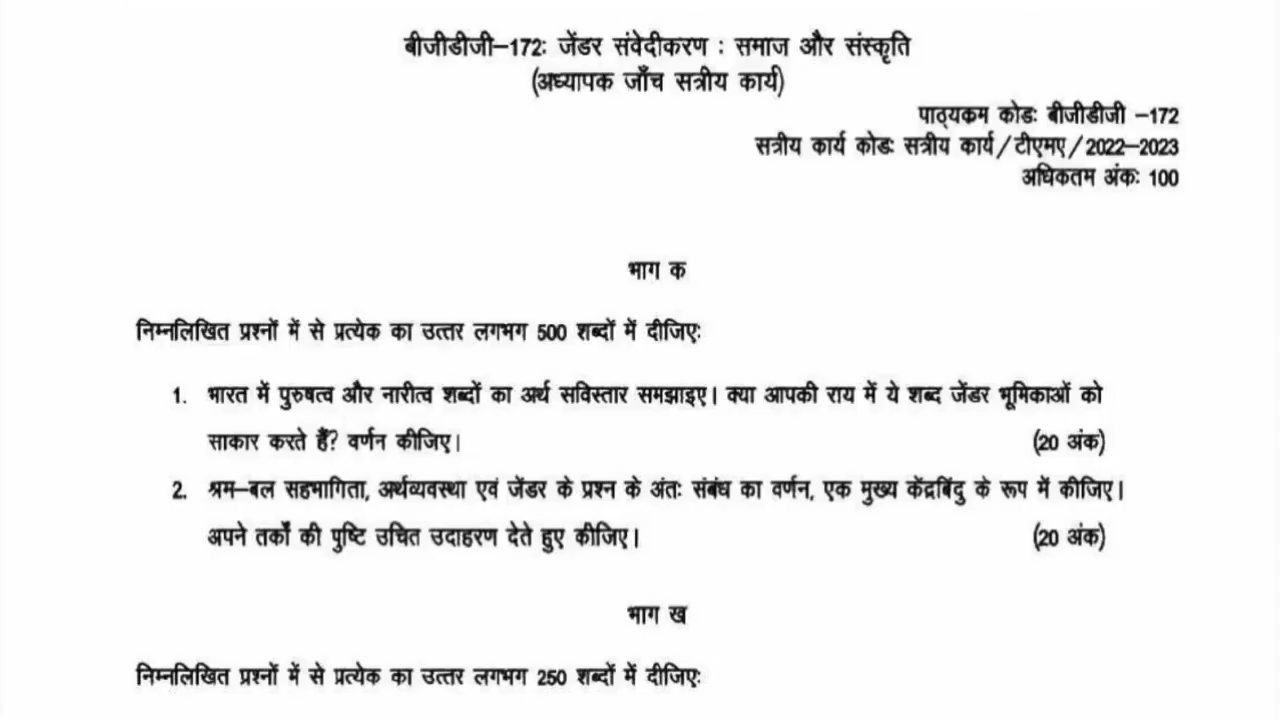 बीजीडीजी–172: जेंडर संवेदीकरण : समाज और संस्कृति
(अध्यापक जाँच सत्रीय कार्य)
पाठ्यकम कोडः बीजीडीजी –172
सत्रीय कार्य कोडः सत्रीय कार्य/टीएमए/2022–2023
अधिकतम अंकः 100
भाग क
निम्नलिखित प्रश्नों में से प्रत्येक का उत्तर लगभग 500 शब्दों में दीजिएः
1. भारत में पुरुषत्व और नारीत्व शब्दों का अर्थ सविस्तार समझाइए। क्या आपकी राय में ये शब्द जेंडर भूमिकाओं को
साकार करते हैं? वर्णन कीजिए। (20 अंक)
2. श्रम–बल सहभागिता, अर्थव्यवस्था एवं जेंडर के प्रश्न के अंतः संबंध का वर्णन, एक मुख्य केंद्रबिंदु के रूप में कीजिए।
अपने तर्कों की पुष्टि उचित उदाहरण देते हुए कीजिए। (20 अंक)
भाग ख
निम्नलिखित प्रश्नों में से प्रत्येक का उत्तर लगभग 250 शब्दों में दीजिएः